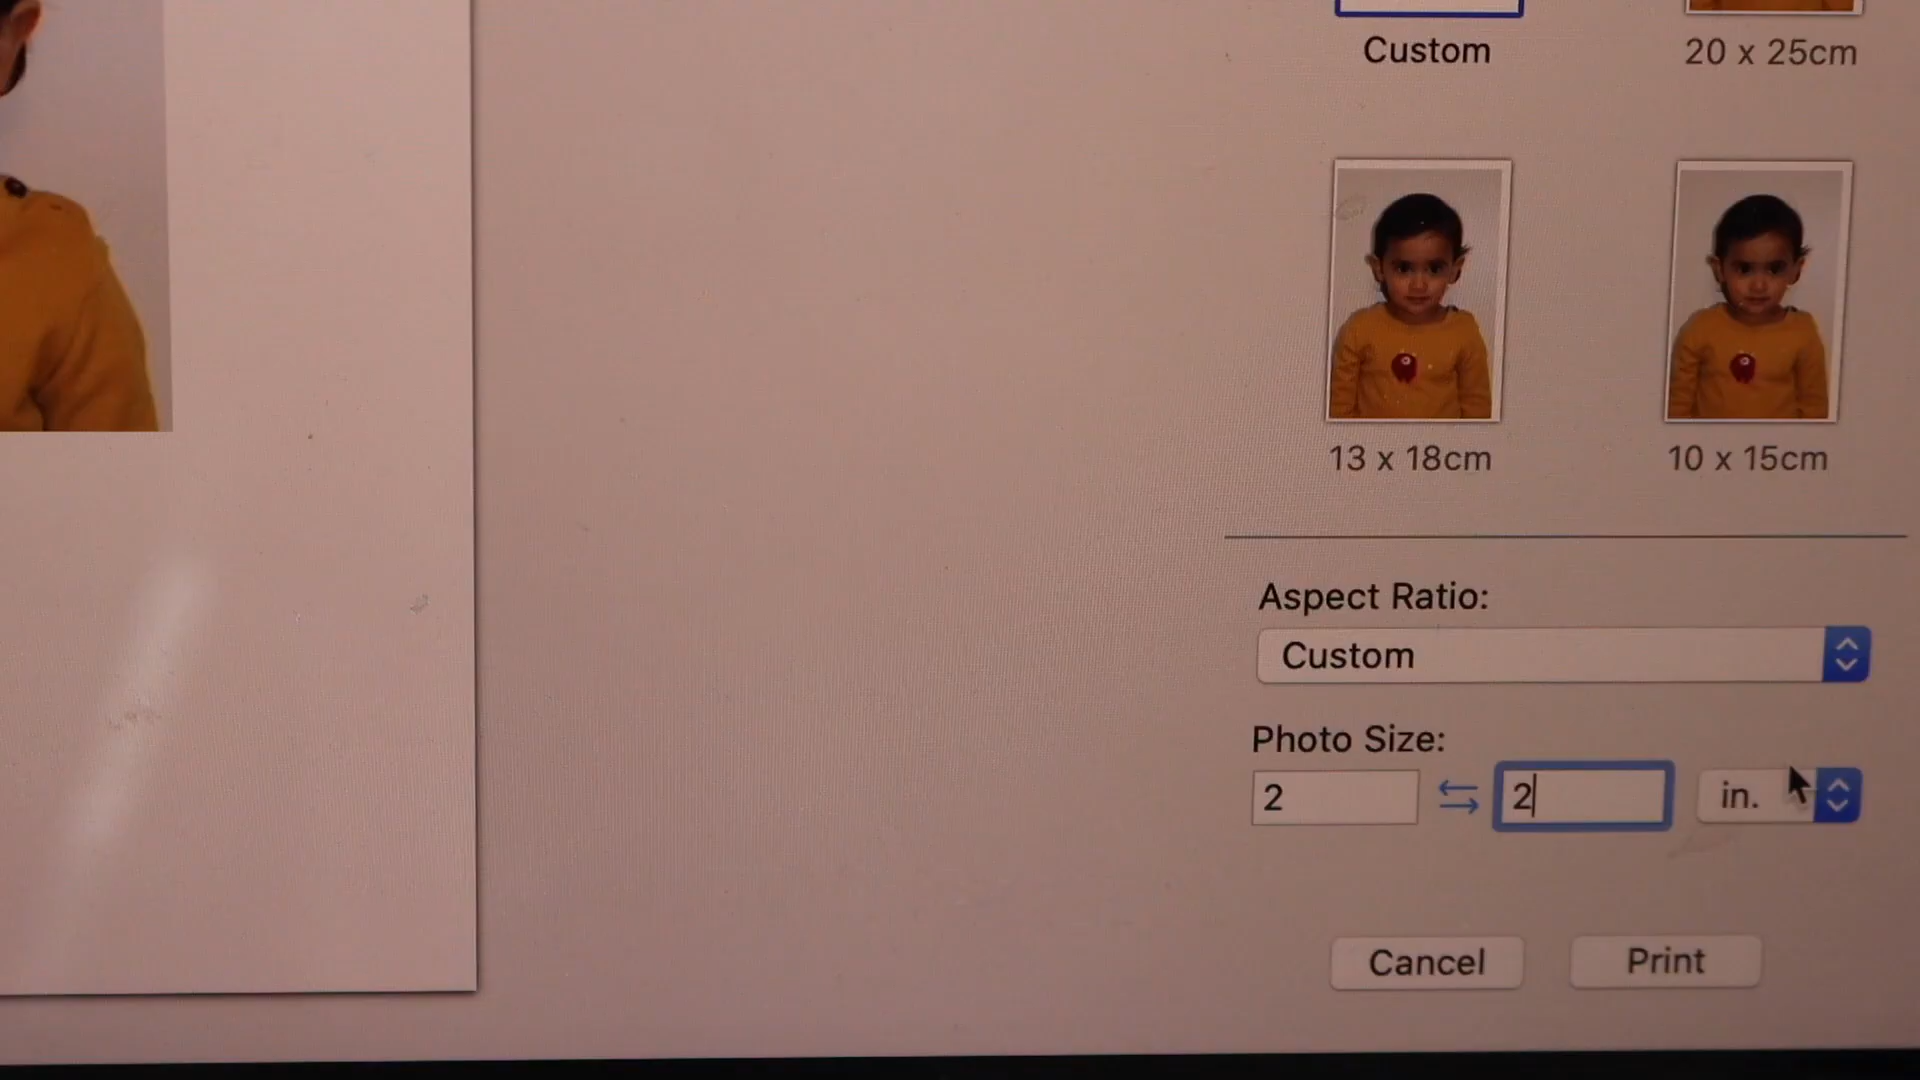 Custom
20 x 25cm
13 x 18cm
10 x 15cm
Aspect Ratio:
Custom
Photo Size:
2
2
in.
Cancel
Print